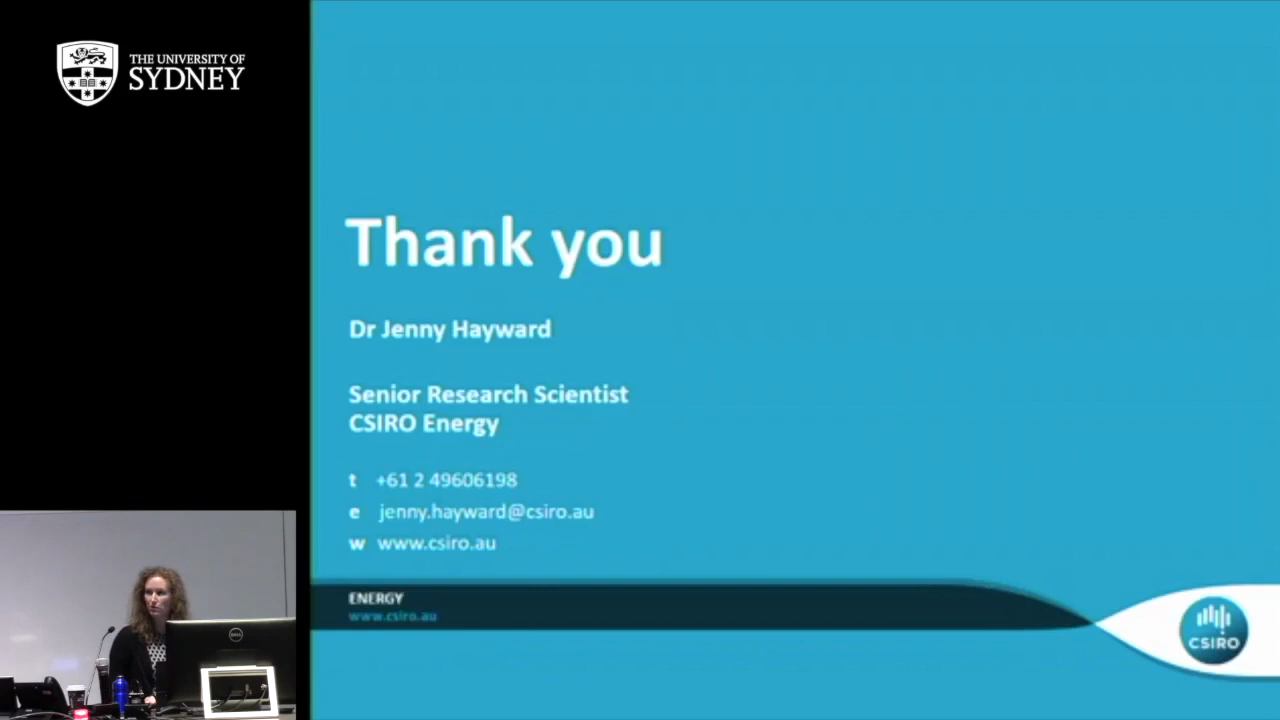 THE UNIVERSITY OF
SYDNEY
Thank you
Dr Jenny Hayward
Senior Research Scientist
CSIRO Energy
t +61 2 49606198
e jenny.hayward@csiro.au
w www.csiro.au
ENERGY
www.csiro.au
CSIRO
DELL